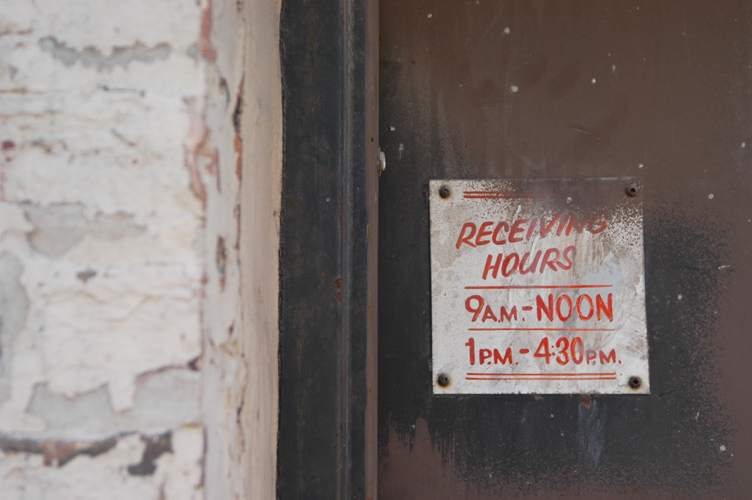 RECEIVING
HOURS
9A.M.-NOON
1P.M.-4:30P.M.